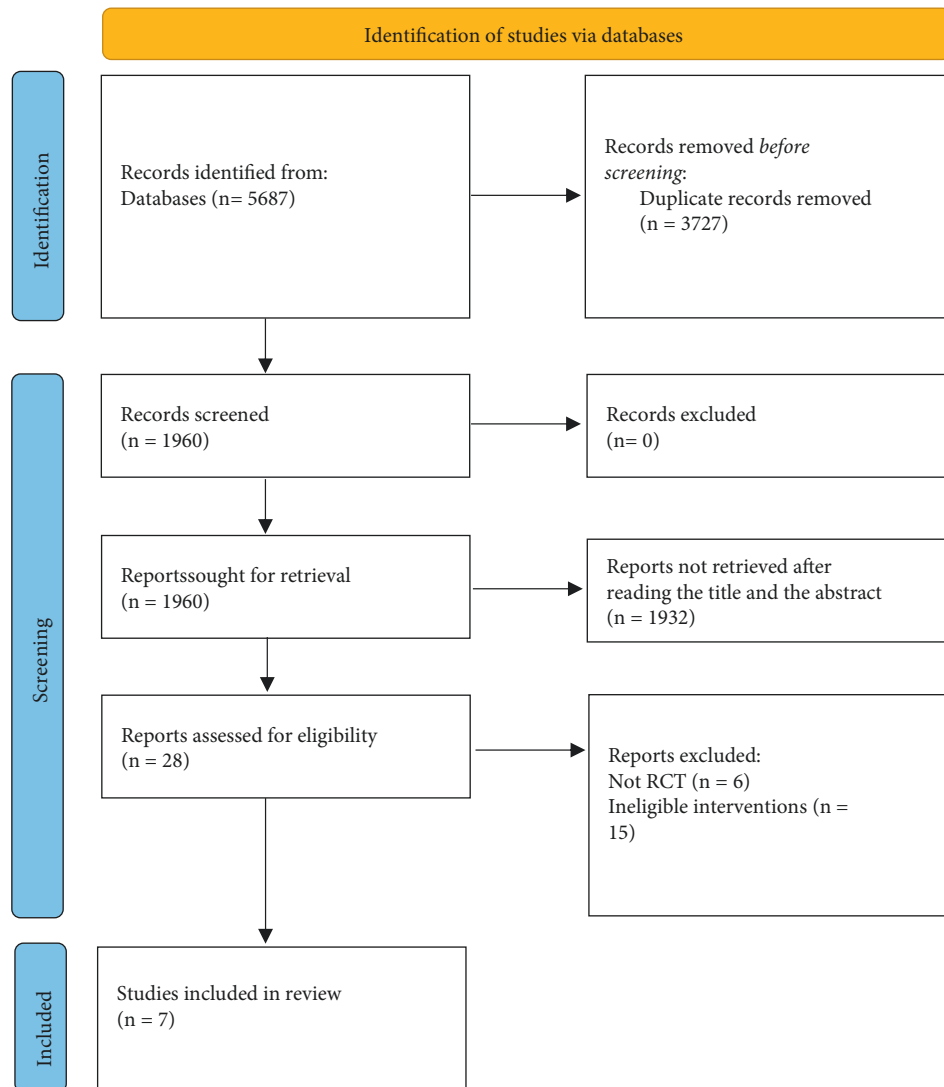 Identification of studies via databases
Identification
Records identified from:
Databases (n= 5687)
Records removed before
screening:
Duplicate records removed
(n = 3727)
Screening
Records screened
(n = 1960)
Records excluded
(n= 0)
Reportssought for retrieval
(n = 1960)
Reports not retrieved after
reading the title and the abstract
(n = 1932)
Reports assessed for eligibility
(n = 28)
Reports excluded:
Not RCT (n = 6)
Ineligible interventions (n =
15)
Included
Studies included in review
(n = 7)